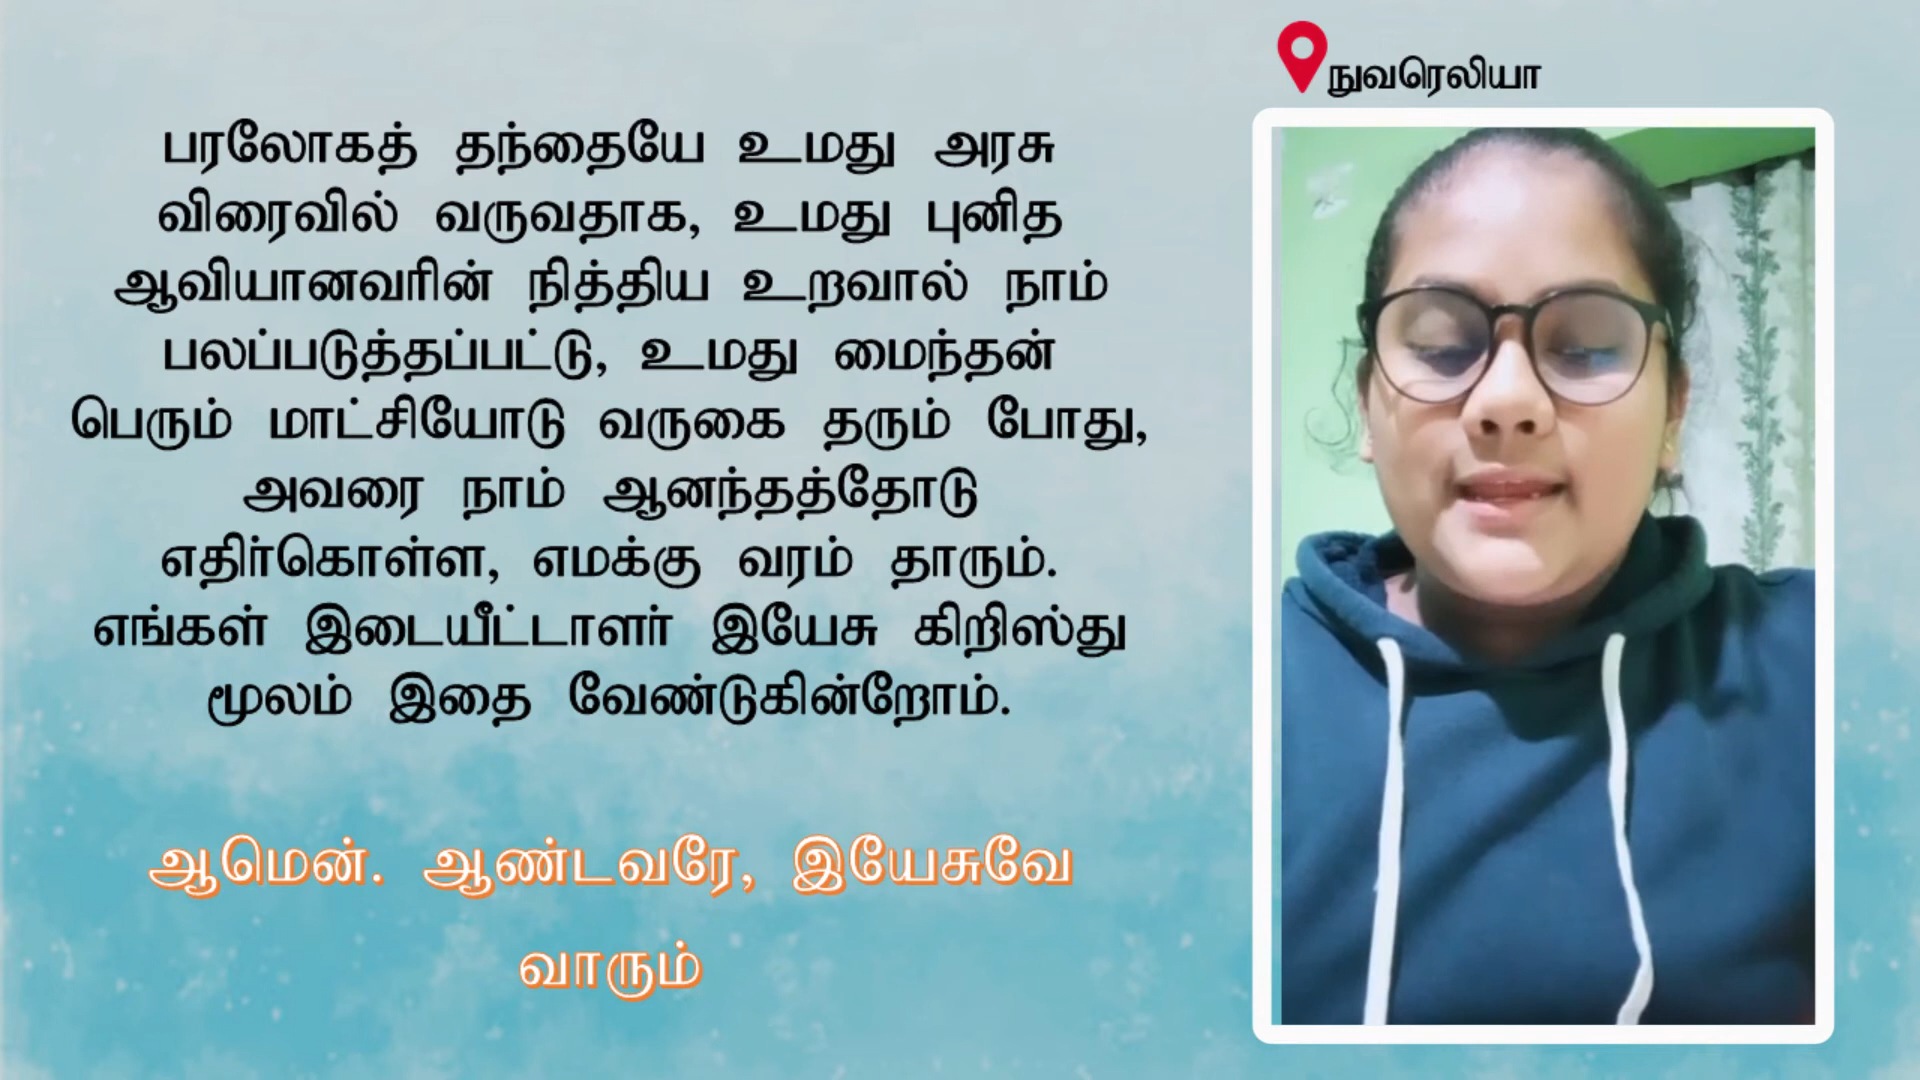 நுவரெலியா
பரலோகத் தந்தையே உமது அரசு
விரைவில் வருவதாக, உமது புனித
ஆவியானவரின் நித்திய உறவால் நாம்
பலப்படுத்தப்பட்டு, உமது மைந்தன்
பெரும் மாட்சியோடு வருகை தரும் போது,
அவரை நாம் ஆனந்தத்தோடு
எதிர்கொள்ள, எமக்கு வரம் தாரும்.
எங்கள் இடையீட்டாளர் இயேசு கிறிஸ்து
மூலம் இதை வேண்டுகின்றோம்.
ஆமென். ஆண்டவரே, இயேசுவே
வாரும்